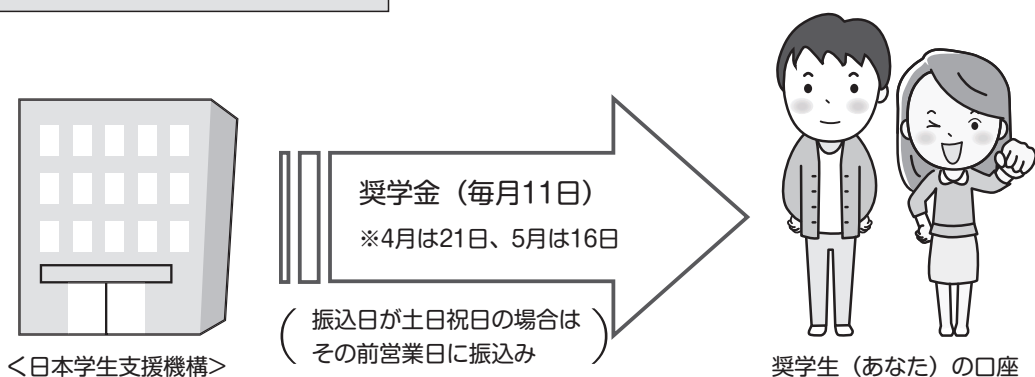 奨学金（毎月11日）
※4月は21日、5月は16日
（振込日が土日祝日の場合は
その前営業日に振込み）
＜日本学生支援機構＞
奨学生（あなた）の口座